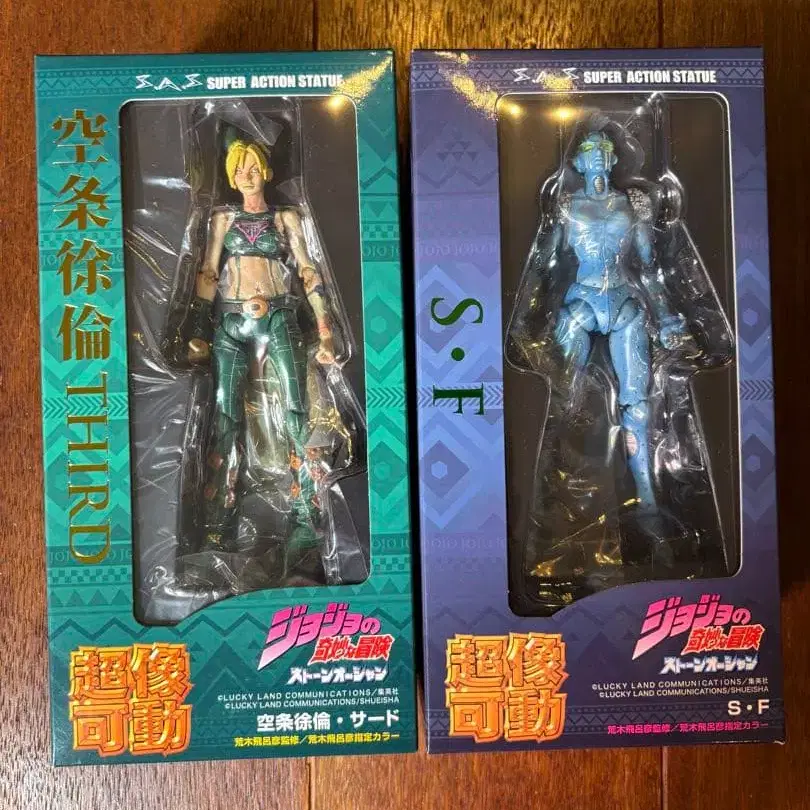 S.A.S SUPER ACTION STATUE
空条徐倫 THIRD
ジョジョの
奇妙な冒険
ストーンオーシャン
超像
可動
©LUCKY LAND COMMUNICATIONS/集英社
©LUCKY LAND COMMUNICATIONS/SHUEISHA
空条徐倫・サード
荒木飛呂彦監修/荒木飛呂彦指定カラー
S.A.S SUPER ACTION STATUE
S・F
ジョジョの
奇妙な冒険
ストーンオーシャン
超像
可動
©LUCKY LAND COMMUNICATIONS/集英社
©LUCKY LAND COMMUNICATIONS/SHUEISHA
S・F
荒木飛呂彦監修/荒木飛呂彦指定カラー